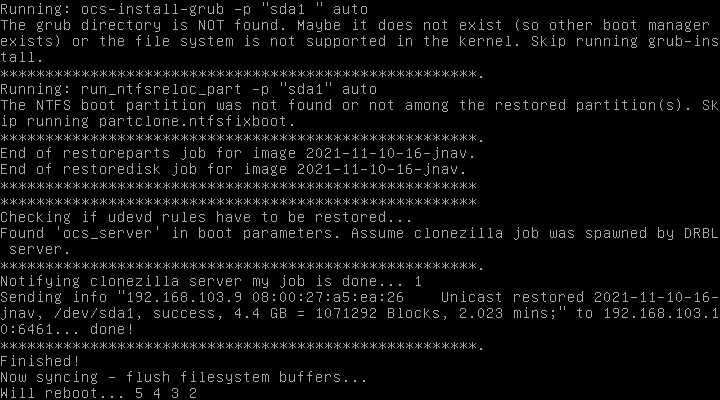 Running: ocs-install-grub -p "sda1 " auto
The grub directory is NOT found. Maybe it does not exist (so other boot manager
exists) or the file system is not supported in the kernel. Skip running grub-ins
tall.
*****************************************************.
Running: run_ntfsreloc_part -p "sda1" auto
The NTFS boot partition was not found or not among the restored partition(s). Sk
ip running partclone.ntfsfixboot.
*****************************************************.
End of restoreparts job for image 2021-11-10-16-jnav.
End of restoredisk job for image 2021-11-10-16-jnav.
*****************************************************
*****************************************************
Checking if udevd rules have to be restored...
Found 'ocs_server' in boot parameters. Assume clonezilla job was spawned by DRBL
 server.
*****************************************************.
Notifying clonezilla server my job is done... 1
Sending info "192.168.103.9 08:00:27:a5:ea:26    Unicast restored 2021-11-10-16-
jnav, /dev/sda1, success, 4.4 GB = 1071292 Blocks, 2.023 mins;" to 192.168.103.1
0:6461... done!
*****************************************************.
Finished!
Now syncing - flush filesystem buffers...
Will reboot... 5 4 3 2